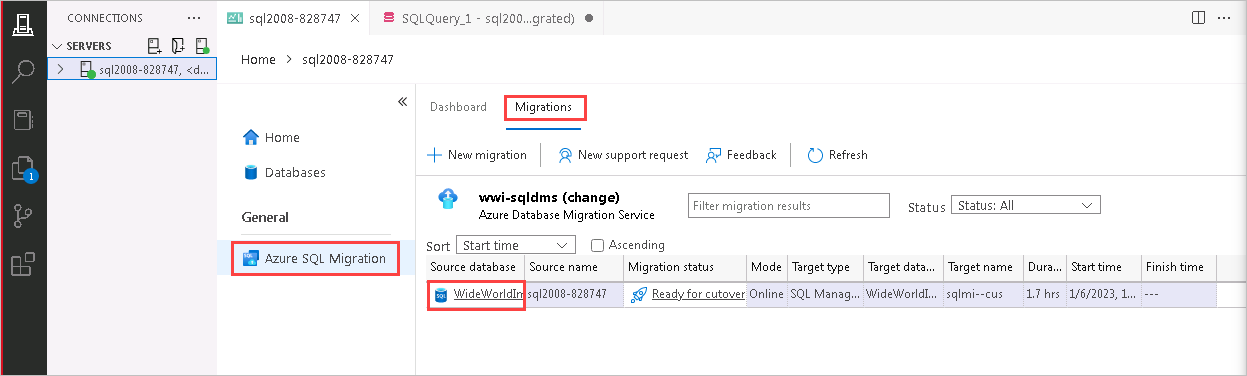 CONNECTIONS ...
SERVERS
sql2008-828747, <d...
1
sql2008-828747
SQLQuery_1 - sql200...grated)
Home > sql2008-828747
Home
Databases
General
Azure SQL Migration
Dashboard Migrations
New migration New support request Feedback Refresh
wwi-sqldms (change)
Azure Database Migration Service
Filter migration results
Status Status: All
Sort Start time Ascending
Source database Source name Migration status Mode Target type Target data... Target name Dura... Start time Finish time
SQL WideWorldIm sql2008-828747 Ready for cutover Online SQL Manag... WideWorldI... sqlmi--cus 1.7 hrs 1/6/2023, 1... ---